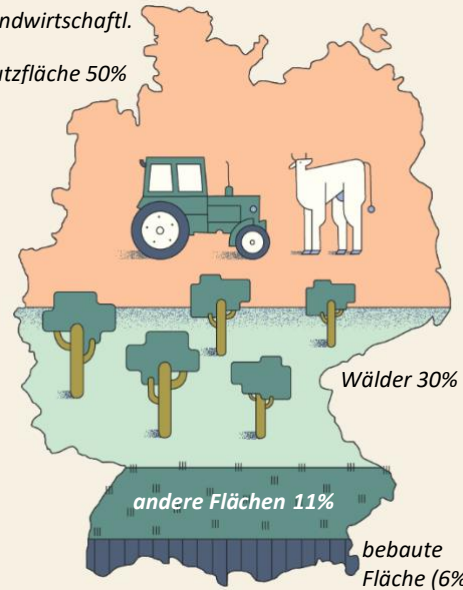 ndwirtschaftl.
utzfläche 50%
Wälder 30%
andere Flächen 11%
bebaute
Fläche (6%